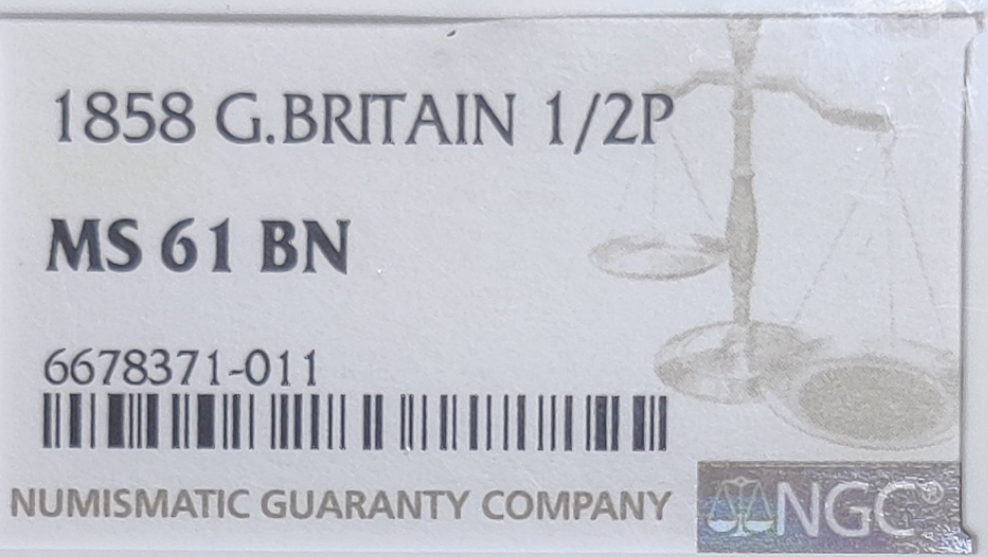 1858 G.BRITAIN 1/2P
MS 61 BN
6678371-011
NUMISMATIC GUARANTY COMPANY
NGC®